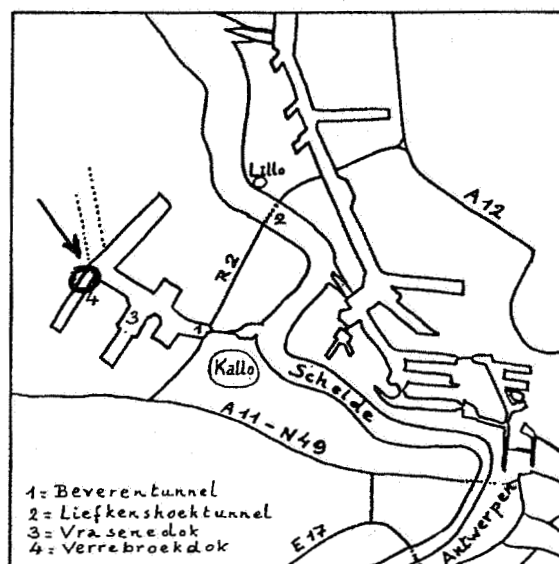 Lillo
2
A12
R2
4
3
1
Kallo
Schelde
A11-N49
1= Beverentunnel
2= Liefkenshoektunnel
3= Vrasenedok
4= Verrebroekdok
E17
Antwerpen